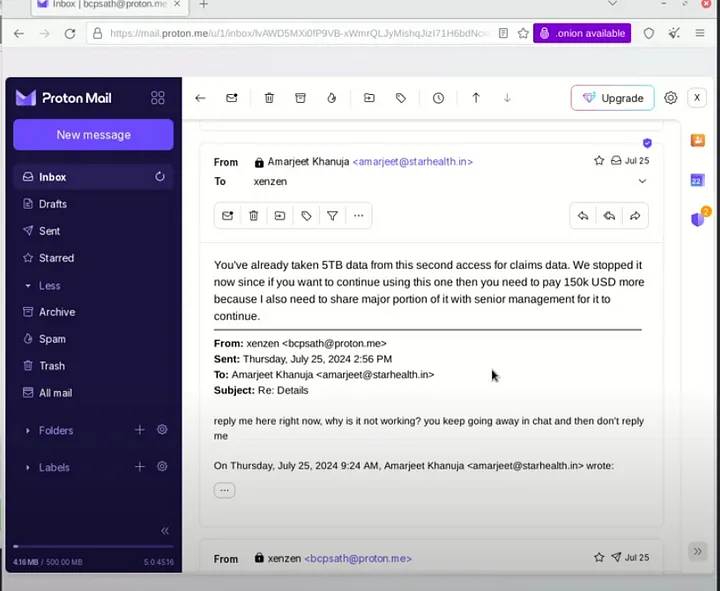 Inbox | bcpsath@proton.me
https://mail.proton.me/u/1/inbox/
.onion available
Proton Mail
New message
Inbox
Drafts
Sent
Starred
Less
Archive
Spam
Trash
All mail
Folders
Labels
4.16 MB / 500.00 MB
5.0.45.16
Upgrade
X
22
2
From Amarjeet Khanuja <amarjeet@starhealth.in>
Jul 25
To xenzen
You've already taken 5TB data from this second access for claims data. We stopped it
now since if you want to continue using this one then you need to pay 150k USD more
because I also need to share major portion of it with senior management for it to
continue.
From: xenzen <bcpsath@proton.me>
Sent: Thursday, July 25, 2024 2:56 PM
To: Amarjeet Khanuja <amarjeet@starhealth.in>
Subject: Re: Details
reply me here right now, why is it not working? you keep going away in chat and then don't reply
me
On Thursday, July 25, 2024 9:24 AM, Amarjeet Khanuja <amarjeet@starhealth.in> wrote:
...
From xenzen <bcpsath@proton.me>
Jul 25